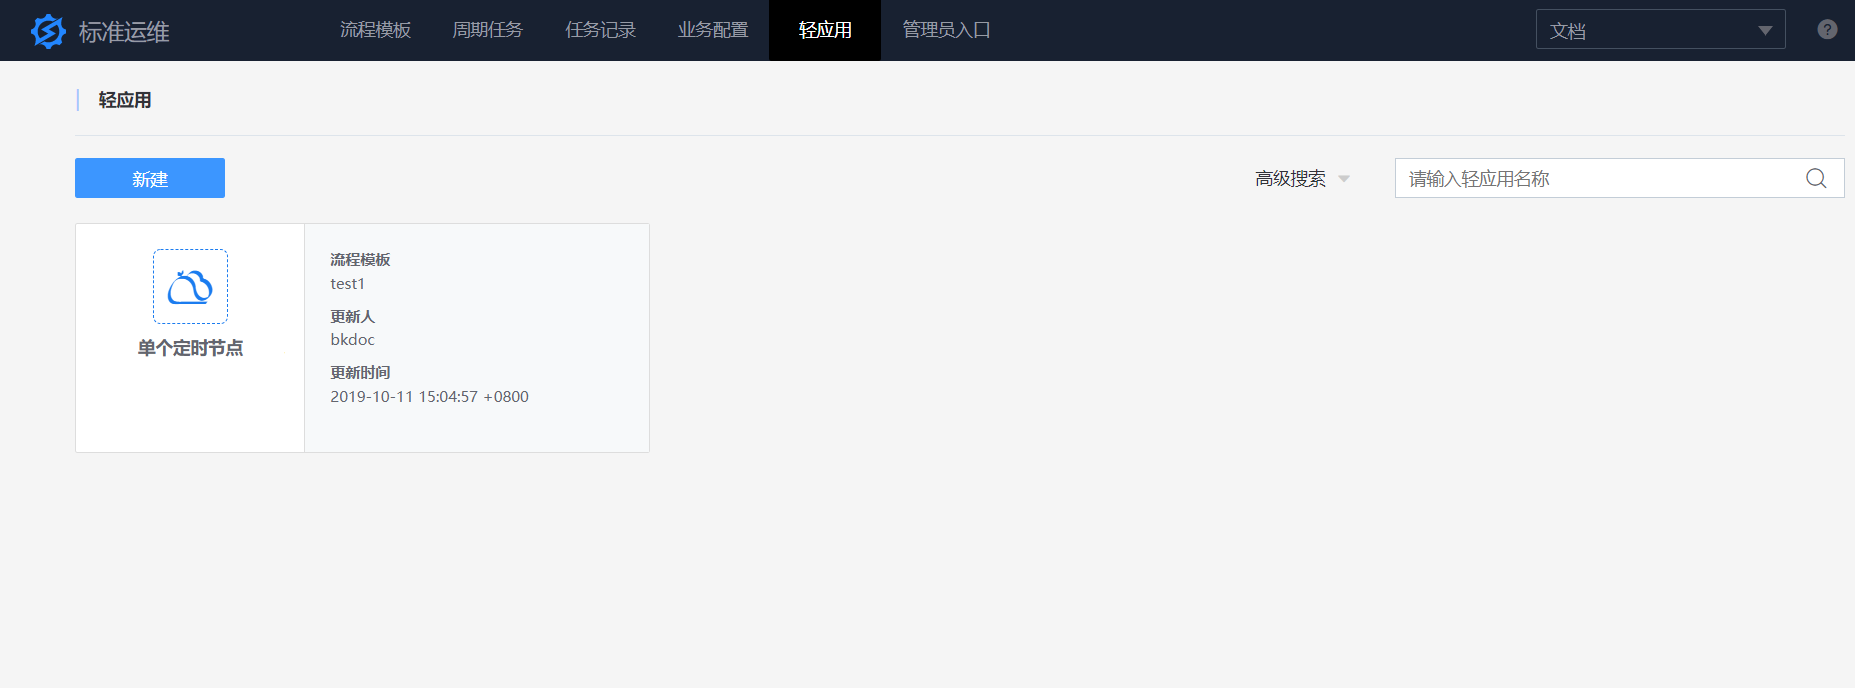 标准运维
流程模板
周期任务
任务记录
业务配置
轻应用
管理员入口
文档
?
轻应用
新建
高级搜索
请输入轻应用名称
单个定时节点
流程模板
test1
更新人
bkdoc
更新时间
2019-10-11 15:04:57 +0800